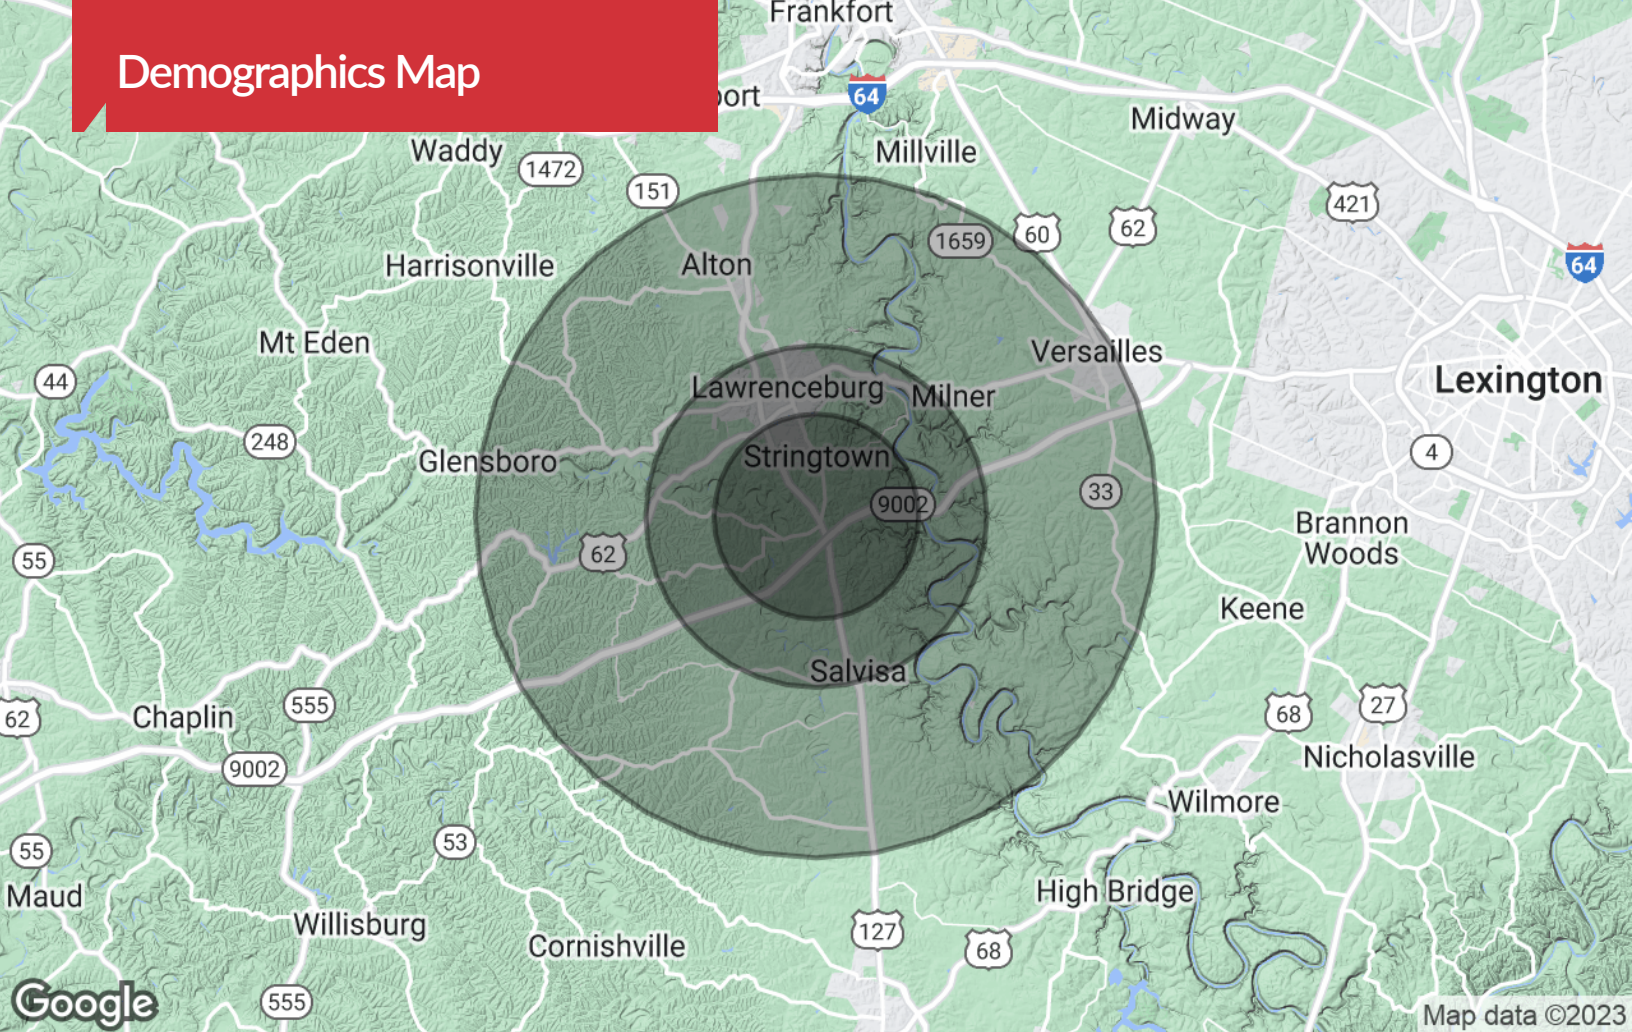 Demographics Map
Frankfort
port
64
Midway
Waddy
1472
Millville
151
421
1659
60
62
Harrisonville
Alton
64
Mt Eden
Versailles
44
Lawrenceburg
Milner
Lexington
248
Glensboro
Stringtown
4
9002
33
62
Brannon
Woods
55
Keene
Salvisa
62
Chaplin
555
68
27
9002
Nicholasville
Wilmore
53
55
Maud
High Bridge
Willisburg
127
Cornishville
68
555
Google
Map data ©2023